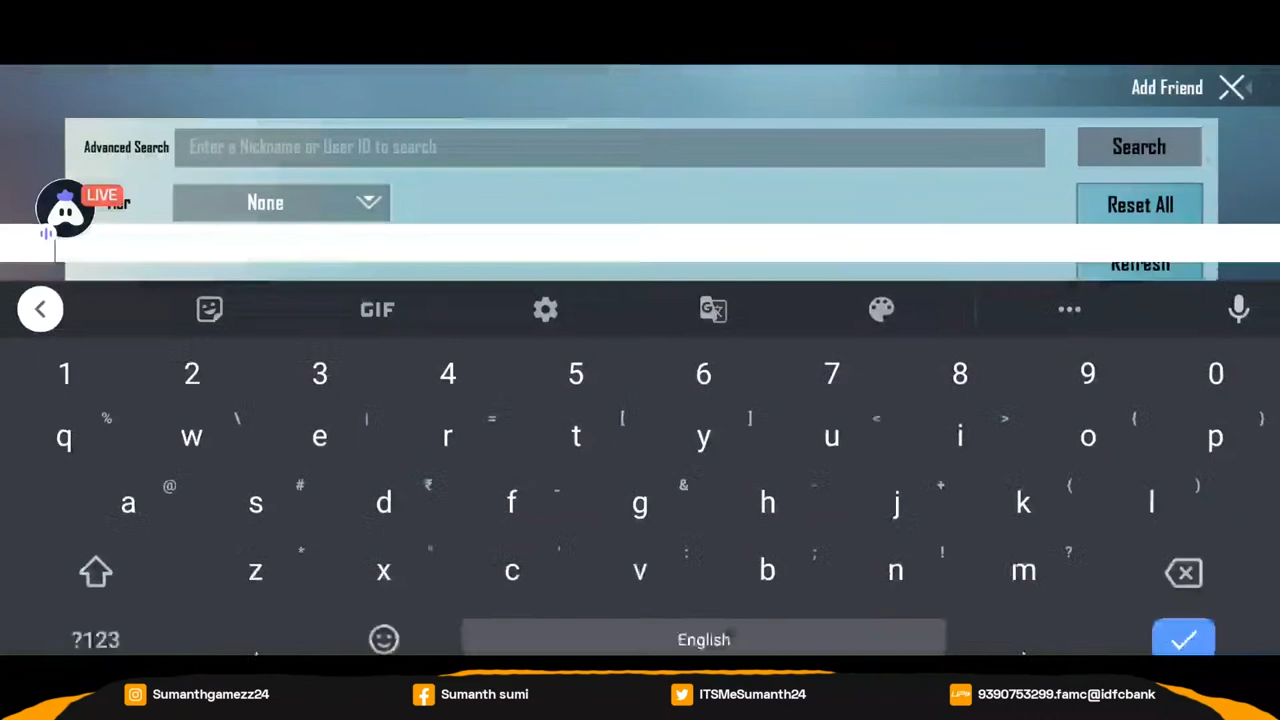 Add Friend
Advanced Search
Enter a Nickname or User ID to search
Search
LIVE
None
Reset All
Refresh
GIF
1 2 3 4 5 6 7 8 9 0
% \ | = [ ] < > { }
q w e r t y u i o p
@ # ₹ & + ( )
a s d f g h j k l
* " ' : ; ! ?
z x c v b n m
?123
English
Sumanthgamezz24
Sumanth sumi
ITSMeSumanth24
UPI
9390753299.famc@idfcbank